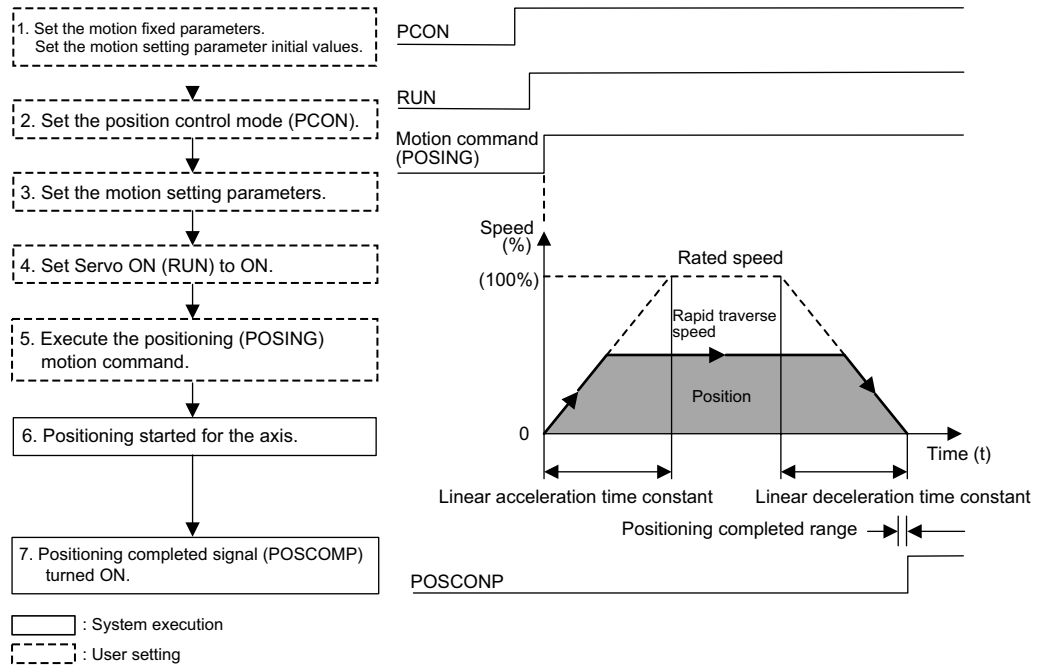 1. Set the motion fixed parameters.
Set the motion setting parameter initial values.
2. Set the position control mode (PCON).
3. Set the motion setting parameters.
4. Set Servo ON (RUN) to ON.
5. Execute the positioning (POSING)
motion command.
6. Positioning started for the axis.
7. Positioning completed signal (POSCOMP)
turned ON.
: System execution
: User setting
PCON
RUN
Motion command
(POSING)
Speed
(%)
(100%)
Rated speed
Rapid traverse
speed
Position
0
Time (t)
Linear acceleration time constant
Linear deceleration time constant
Positioning completed range
POSCONP